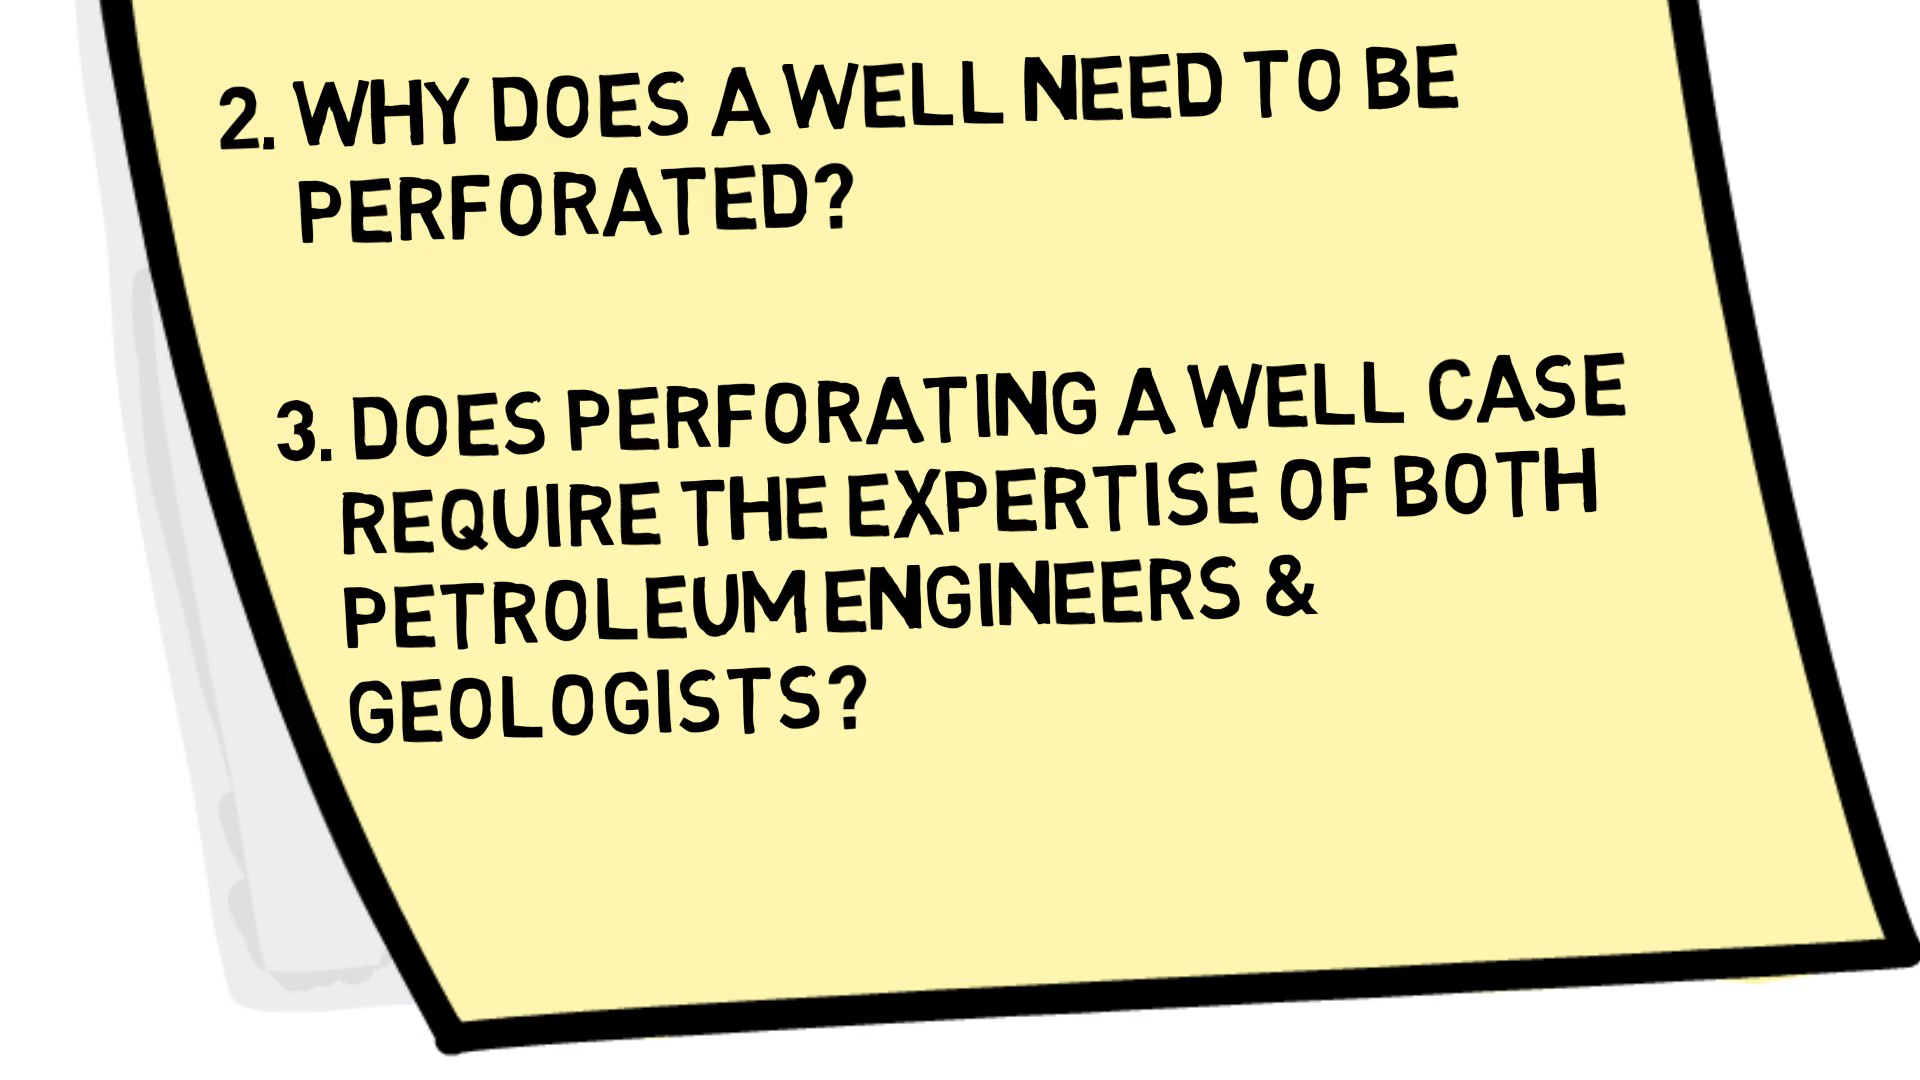 2. WHY DOES A WELL NEED TO BE
PERFORATED?
3. DOES PERFORATING A WELL CASE
REQUIRE THE EXPERTISE OF BOTH
PETROLEUM ENGINEERS &
GEOLOGISTS?